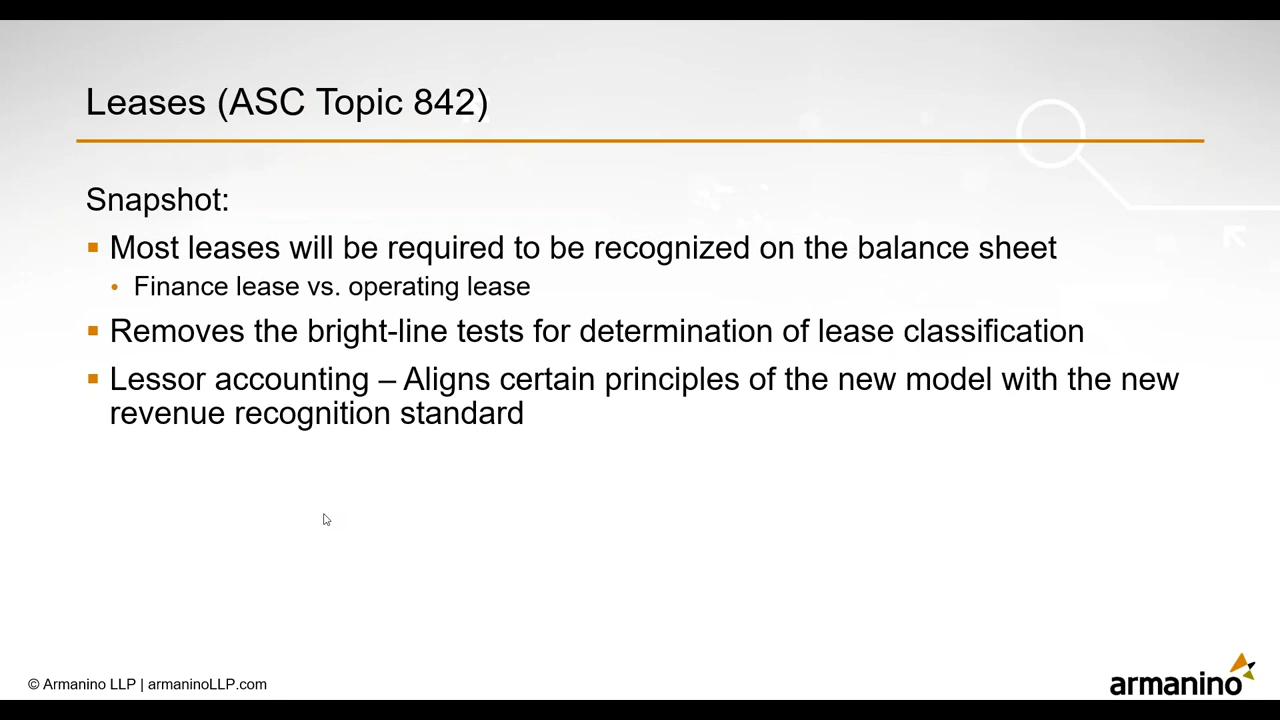 Leases (ASC Topic 842)
Snapshot:
Most leases will be required to be recognized on the balance sheet
Finance lease vs. operating lease
Removes the bright-line tests for determination of lease classification
Lessor accounting – Aligns certain principles of the new model with the new
revenue recognition standard
© Armanino LLP | armaninoLLP.com
armanino